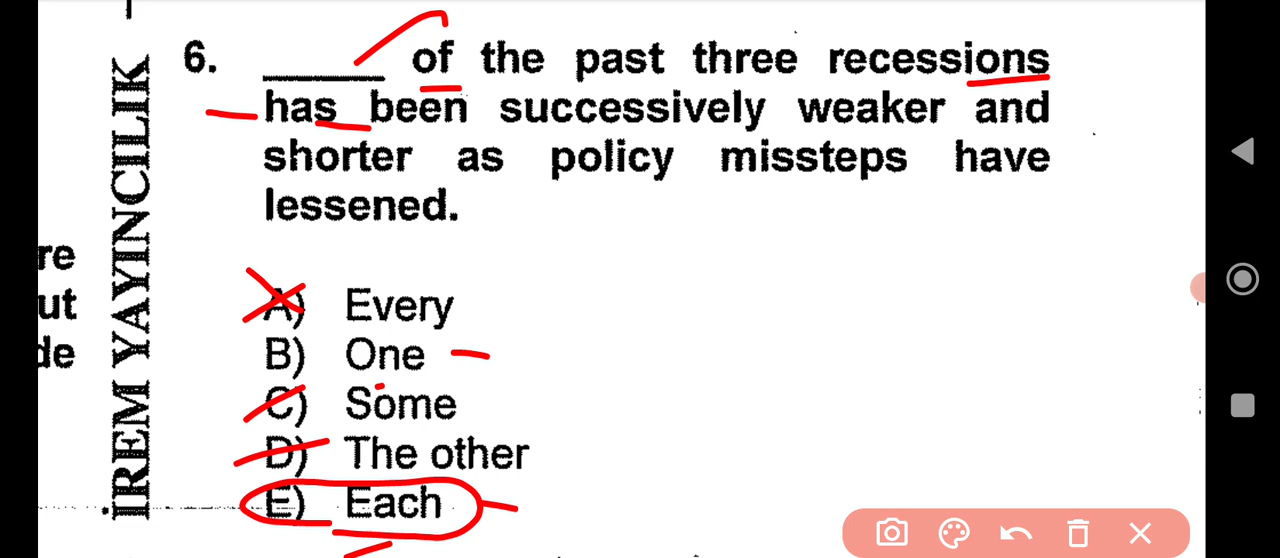 6. ______ of the past three recessions
has been successively weaker and
shorter as policy missteps have
lessened.
A) Every
B) One
C) Some
D) The other
E) Each
İREM YAYINCILIK
re
ut
de